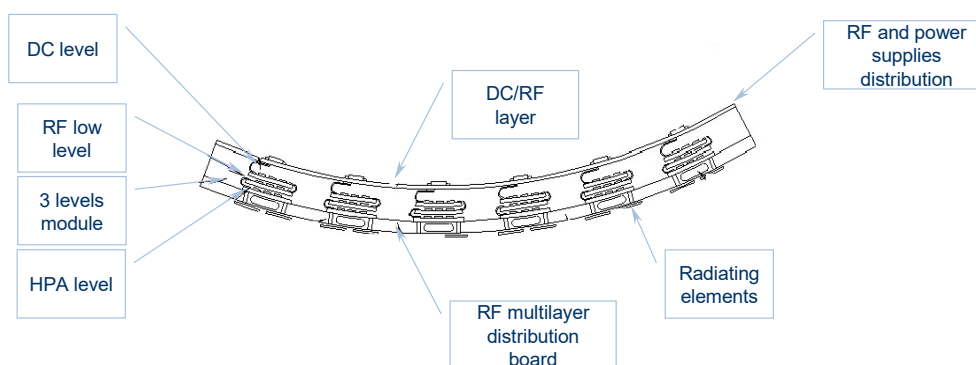 DC level
RF low
level
3 levels
module
HPA level
DC/RF
layer
RF and power
supplies
distribution
Radiating
elements
RF multilayer
distribution
board